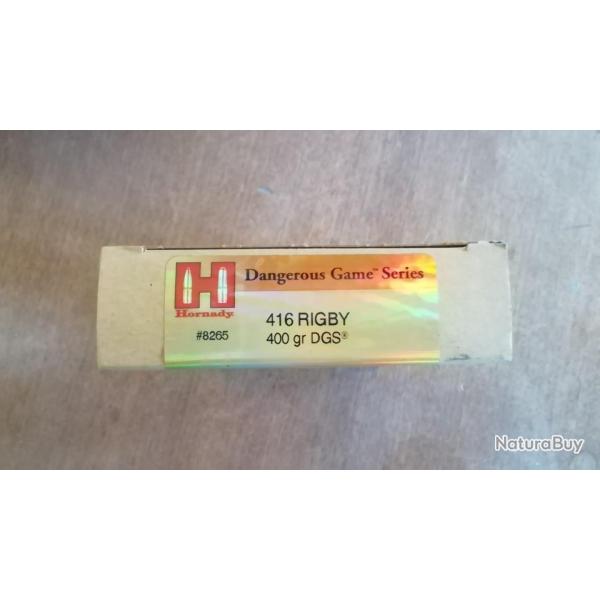 Dangerous Game™ Series
Hornady
#8265
416 RIGBY
400 gr DGS®
NaturaBuy